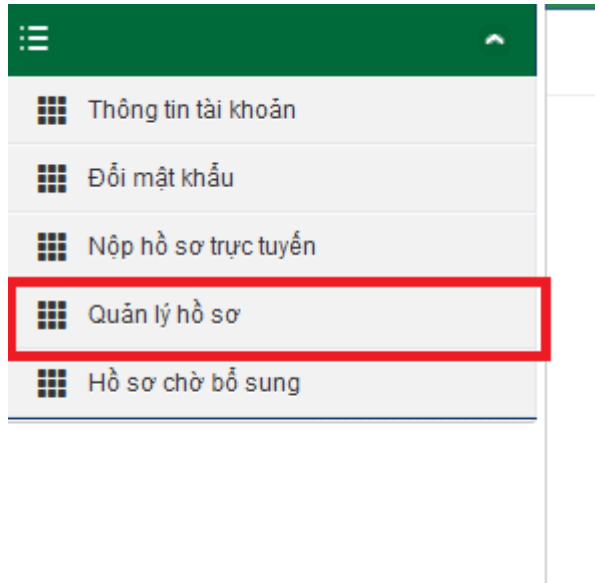 Thông tin tài khoản
Đổi mật khẩu
Nộp hồ sơ trực tuyến
Quản lý hồ sơ
Hồ sơ chờ bổ sung